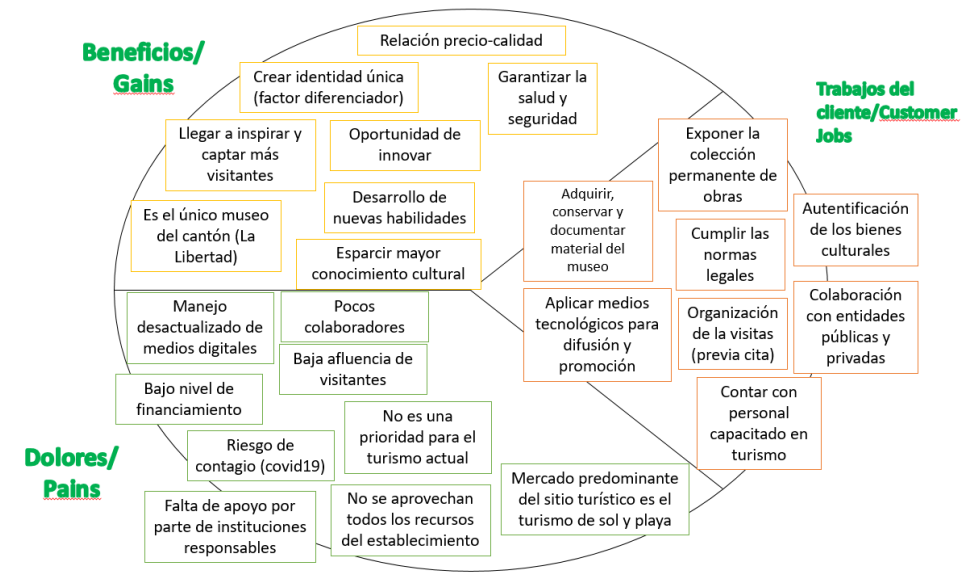 Beneficios/
Gains
Relación precio-calidad
Crear identidad única
(factor diferenciador)
Garantizar la
salud y
seguridad
Llegar a inspirar y
captar más
visitantes
Oportunidad de
innovar
Es el único museo
del cantón (La
Libertad)
Desarrollo de
nuevas habilidades
Esparcir mayor
conocimiento cultural
Trabajos del
cliente/Customer
Jobs
Exponer la
colección
permanente de
obras
Adquirir,
conservar y
documentar
material del
museo
Autentificación
de los bienes
culturales
Cumplir las
normas
legales
Aplicar medios
tecnológicos para
difusión y
promoción
Organización
de la visitas
(previa cita)
Colaboración
con entidades
públicas y
privadas
Contar con
personal
capacitado en
turismo
Dolores/
Pains
Manejo
desactualizado de
medios digitales
Pocos
colaboradores
Baja afluencia de
visitantes
Bajo nivel de
financiamiento
No es una
prioridad para el
turismo actual
Riesgo de
contagio (covid19)
Falta de apoyo por
parte de instituciones
responsables
No se aprovechan
todos los recursos
del establecimiento
Mercado predominante
del sitio turístico es el
turismo de sol y playa